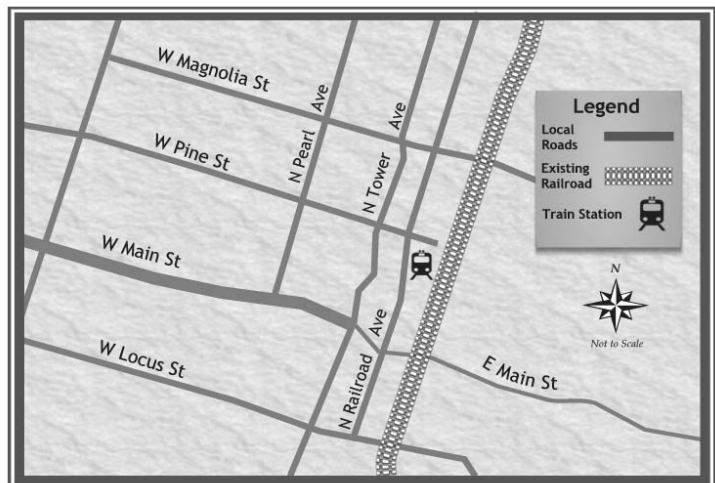 W Magnolia St
N Pearl Ave
N Tower Ave
W Pine St
W Main St
W Locus St
N Railroad Ave
E Main St
Legend
Local
Roads
Existing
Railroad
Train Station
N
Not to Scale